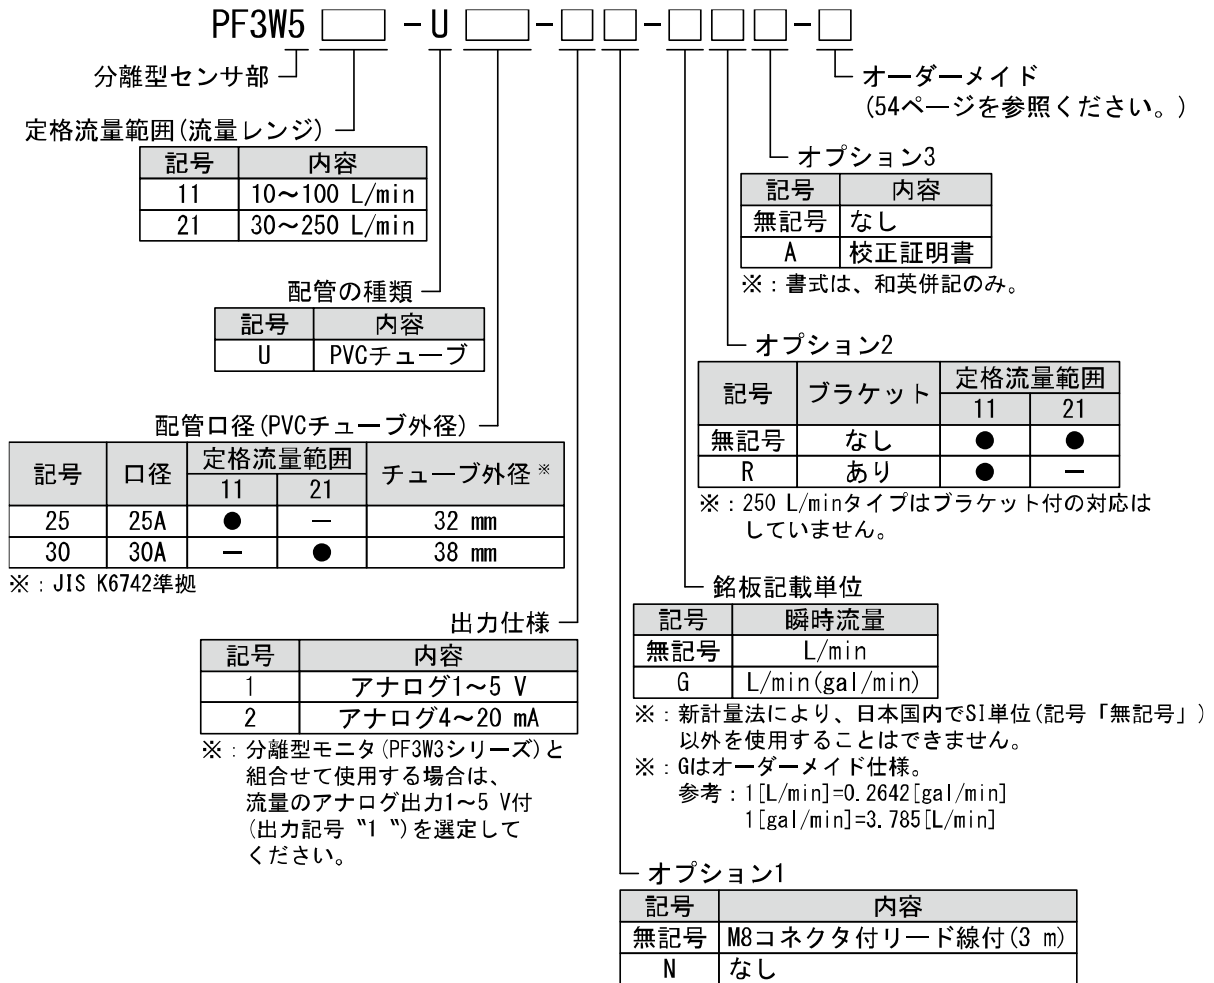 PF3W5 □ - U □ - □ □ - □ □ □ - □
分離型センサ部
オーダーメイド
(54ページを参照ください。)
定格流量範囲(流量レンジ)
記号 内容
11 10～100 L/min
21 30～250 L/min
オプション3
記号 内容
無記号 なし
A 校正証明書
※：書式は、和英併記のみ。
配管の種類
記号 内容
U PVCチューブ
オプション2
記号 ブラケット 定格流量範囲
11 21
無記号 なし ● ●
R あり ● －
※：250 L/minタイプはブラケット付の対応は
していません。
配管口径(PVCチューブ外径)
記号 口径 定格流量範囲 チューブ外径※
11 21
25 25A ● － 32 mm
30 30A － ● 38 mm
※：JIS K6742準拠
銘板記載単位
記号 瞬時流量
無記号 L/min
G L/min(gal/min)
※：新計量法により、日本国内でSI単位(記号「無記号」)
以外を使用することはできません。
※：Gはオーダーメイド仕様。
参考：1[L/min]=0.2642[gal/min]
1[gal/min]=3.785[L/min]
出力仕様
記号 内容
1 アナログ1～5 V
2 アナログ4～20 mA
※：分離型モニタ(PF3W3シリーズ)と
組合せて使用する場合は、
流量のアナログ出力1～5 V付
(出力記号〝1〝)を選定して
ください。
オプション1
記号 内容
無記号 M8コネクタ付リード線付(3 m)
N なし